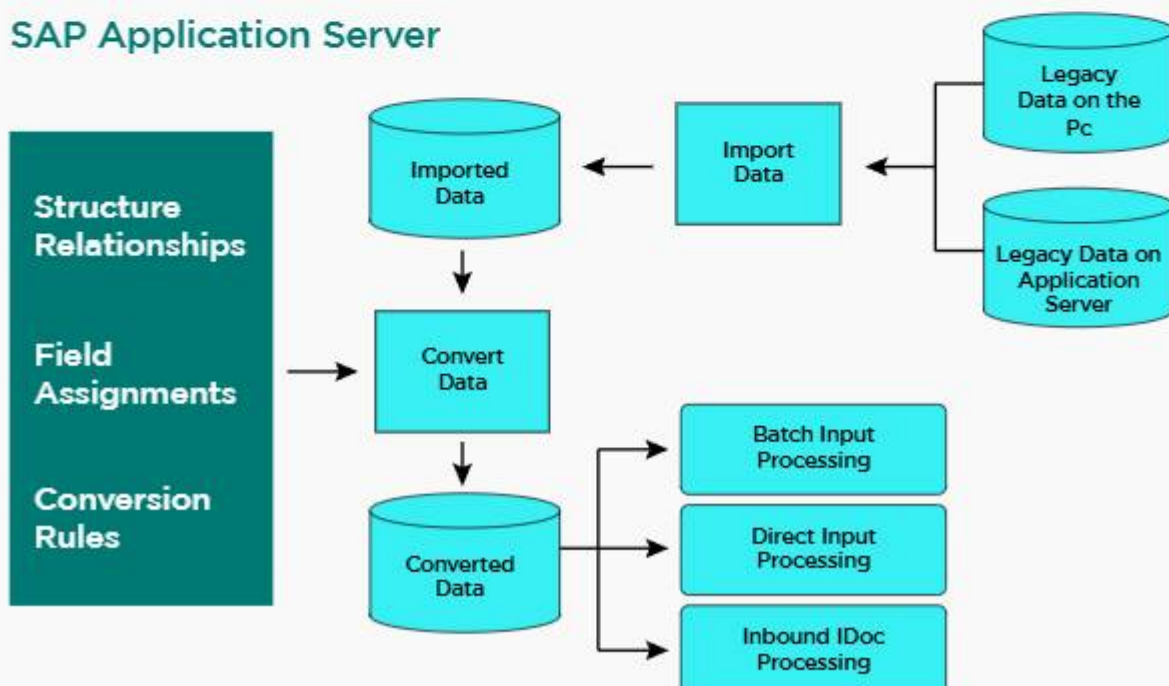 SAP Application Server
Structure
Relationships
Field
Assignments
Conversion
Rules
Imported
Data
Import
Data
Legacy
Data on the
Pc
Legacy Data on
Application
Server
Convert
Data
Converted
Data
Batch Input
Processing
Direct Input
Processing
Inbound IDoc
Processing